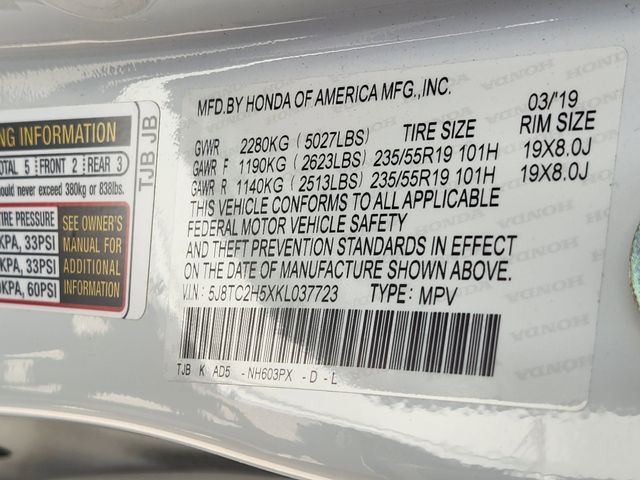 NG INFORMATION
OTAL 5 FRONT 2 REAR 3
hould never exceed 380kg or 838lbs.
TIRE PRESSURE
KPA, 33PSI
KPA, 33PSI
0KPA, 60PSI
SEE OWNER'S
MANUAL FOR
ADDITIONAL
INFORMATION
TJB JB
MFD.BY HONDA OF AMERICA MFG.,INC. 03/'19
GVWR 2280KG (5027LBS) TIRE SIZE RIM SIZE
GAWR F 1190KG (2623LBS) 235/55R19 101H 19X8.0J
GAWR R 1140KG (2513LBS) 235/55R19 101H 19X8.0J
THIS VEHICLE CONFORMS TO ALL APPLICABLE
FEDERAL MOTOR VEHICLE SAFETY
AND THEFT PREVENTION STANDARDS IN EFFECT
ON THE DATE OF MANUFACTURE SHOWN ABOVE.
V.I.N: 5J8TC2H5XKL037723 TYPE: MPV
TJB K AD5 -NH603PX -D-L